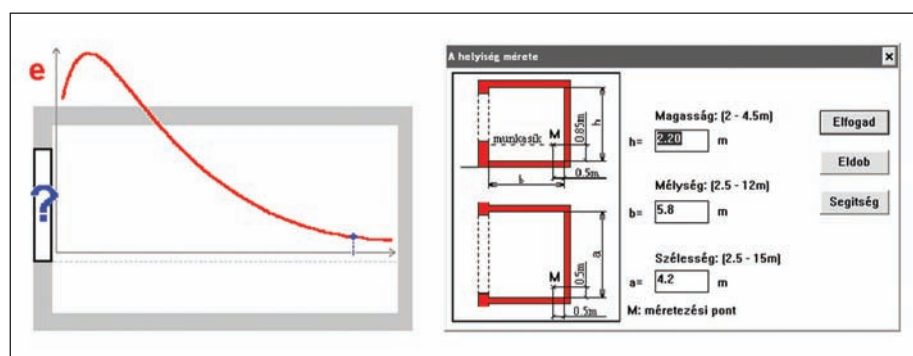 e
?
A helyiség mérete
munkasík
M
0.85m
h
b
0.5m
M
a
0.5m
0.5m
Magasság: (2 - 4.5m)
h= 2.20 m
Mélység: (2.5 - 12m)
b= 5.8 m
Szélesség: (2.5 - 15m)
a= 4.2 m
M: méretezési pont
Elfogad
Eldob
Segitség